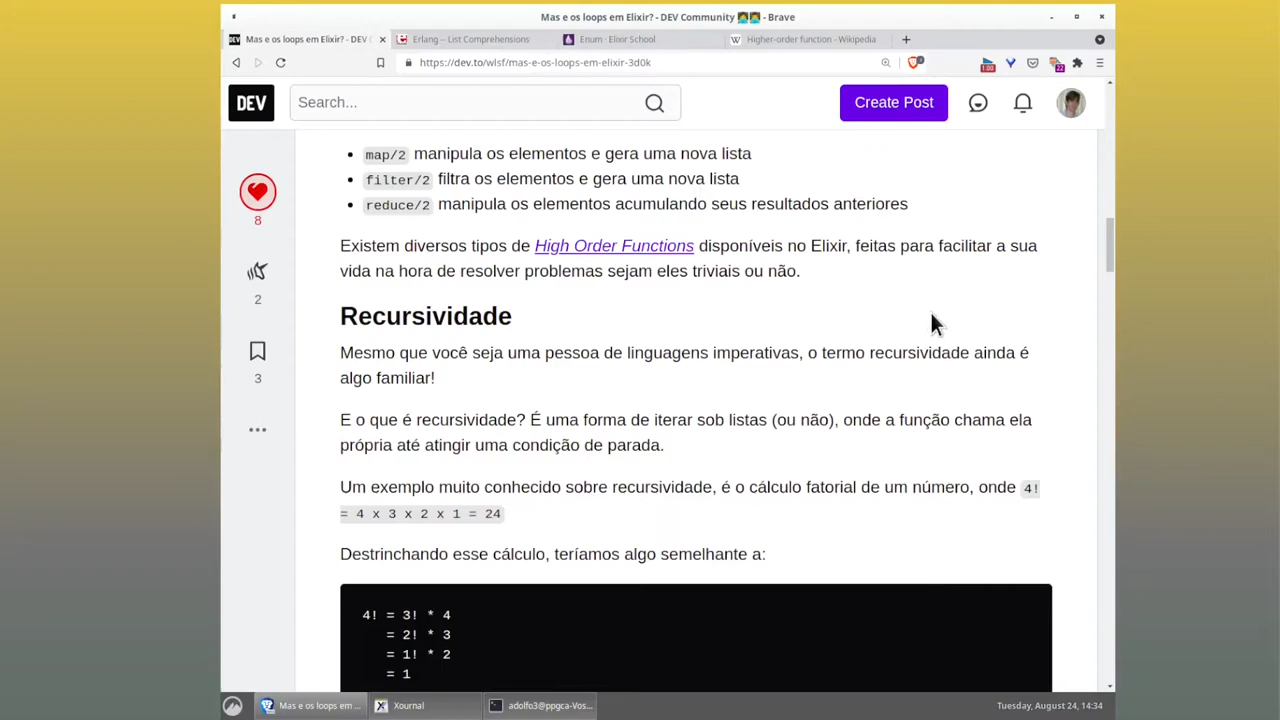 Mas e os loops em Elixir? - DEV Community 👩‍💻👨‍💻 - Brave
Mas e os loops em Elixir? - DEV C
Erlang -- List Comprehensions
Enum · Elixir School
Higher-order function - Wikipedia
https://dev.to/wlsf/mas-e-os-loops-em-elixir-3d0k
1.00
22
DEV
Search...
Create Post
map/2 manipula os elementos e gera uma nova lista
filter/2 filtra os elementos e gera uma nova lista
reduce/2 manipula os elementos acumulando seus resultados anteriores
8
Existem diversos tipos de High Order Functions disponíveis no Elixir, feitas para facilitar a sua
vida na hora de resolver problemas sejam eles triviais ou não.
2
Recursividade
Mesmo que você seja uma pessoa de linguagens imperativas, o termo recursividade ainda é
algo familiar!
3
E o que é recursividade? É uma forma de iterar sob listas (ou não), onde a função chama ela
própria até atingir uma condição de parada.
Um exemplo muito conhecido sobre recursividade, é o cálculo fatorial de um número, onde 4!
= 4 x 3 x 2 x 1 = 24
Destrinchando esse cálculo, teríamos algo semelhante a:
4! = 3! * 4
= 2! * 3
= 1! * 2
= 1
Mas e os loops em ...
Xournal
adolfo3@ppgca-Vos...
Tuesday, August 24, 14:34